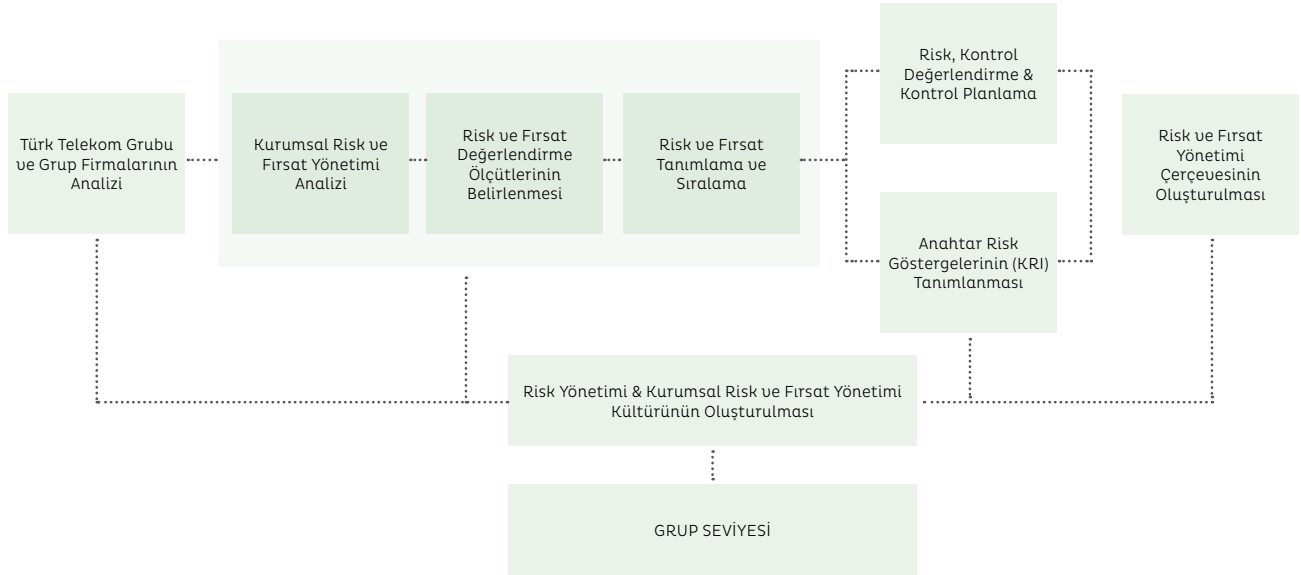 Türk Telekom Grubu
ve Grup Firmalarının
Analizi
Kurumsal Risk ve
Fırsat Yönetimi
Analizi
Risk ve Fırsat
Değerlendirme
Ölçütlerinin
Belirlenmesi
Risk ve Fırsat
Tanımlama ve
Sıralama
Risk, Kontrol
Değerlendirme &
Kontrol Planlama
Anahtar Risk
Göstergelerinin (KRI)
Tanımlanması
Risk ve Fırsat
Yönetimi
Çerçevesinin
Oluşturulması
Risk Yönetimi & Kurumsal Risk ve Fırsat Yönetimi
Kültürünün Oluşturulması
GRUP SEVİYESİ